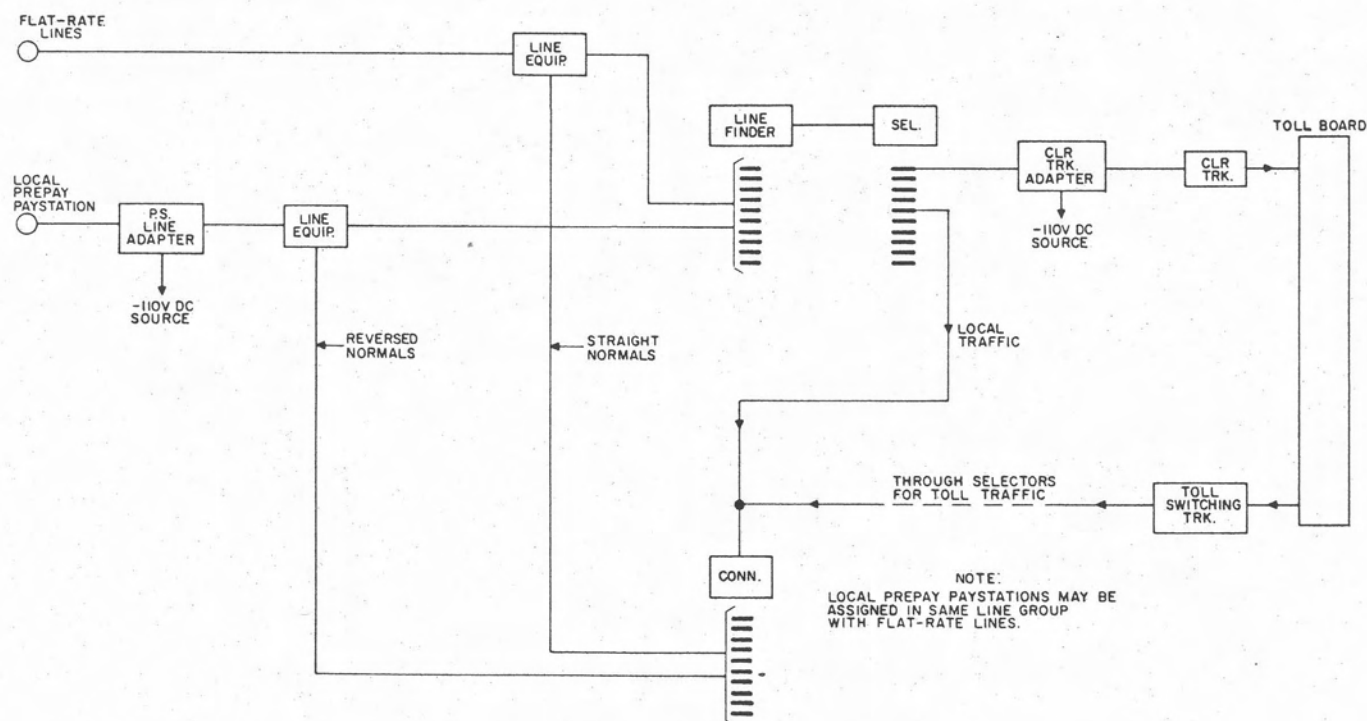 FLAT-RATE
LINES
LINE
EQUIP.
LINE
FINDER
SEL.
TOLL BOARD
CLR
TRK.
ADAPTER
CLR
TRK.
LOCAL
PREPAY
PAYSTATION
P.S.
LINE
ADAPTER
LINE
EQUIP.
-110V DC
SOURCE
-110V DC
SOURCE
REVERSED
NORMALS
STRAIGHT
NORMALS
LOCAL
TRAFFIC
THROUGH SELECTORS
FOR TOLL TRAFFIC
TOLL
SWITCHING
TRK.
CONN.
NOTE:
LOCAL PREPAY PAYSTATIONS MAY BE
ASSIGNED IN SAME LINE GROUP
WITH FLAT-RATE LINES.